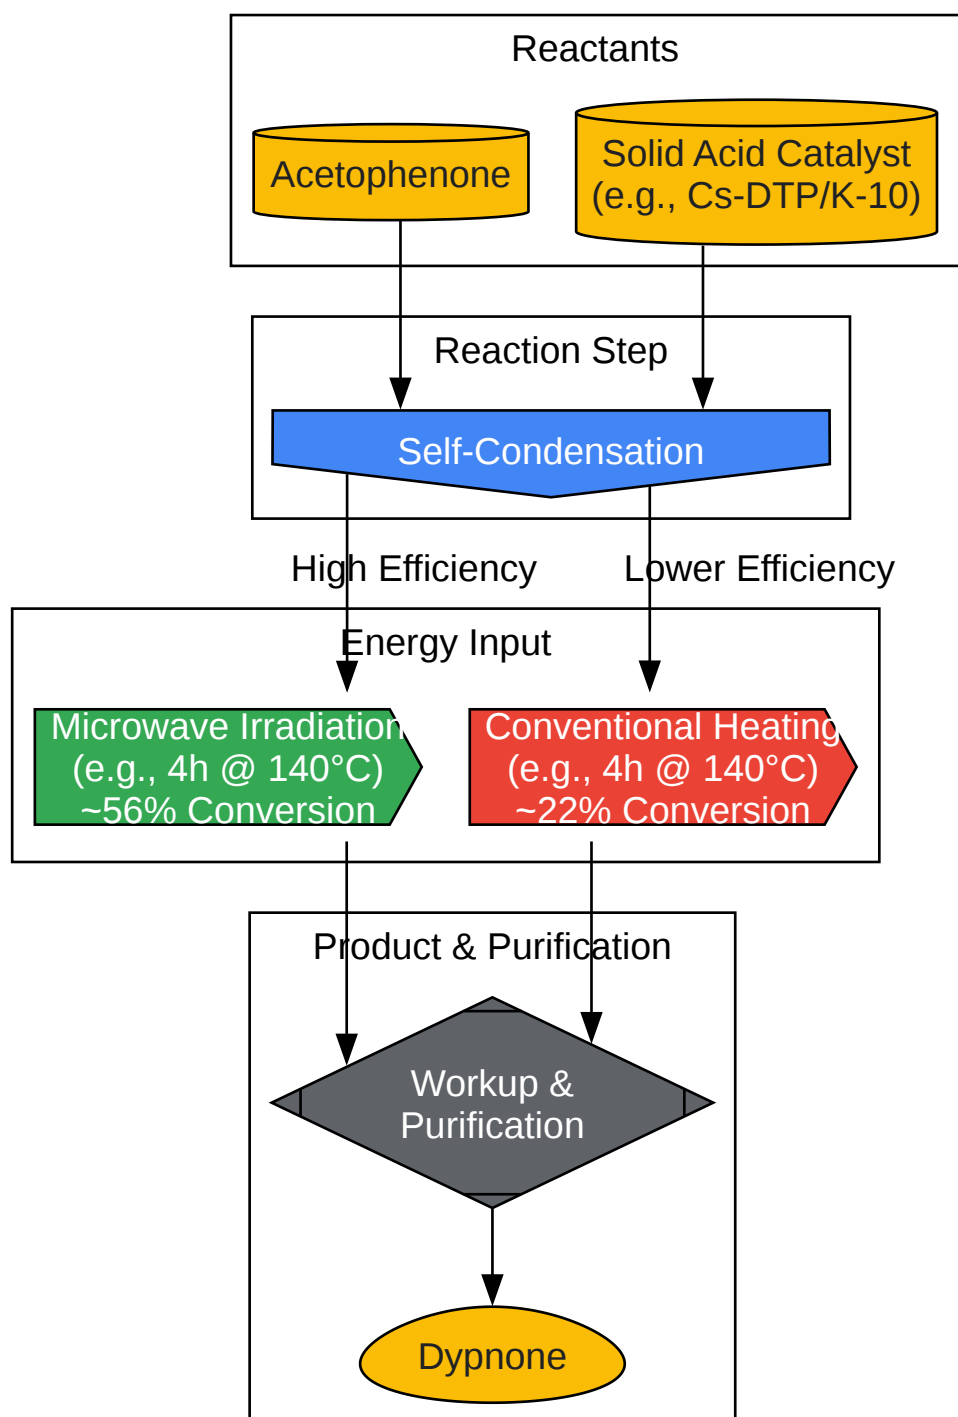 Reactants
Acetophenone
Solid Acid Catalyst
(e.g., Cs-DTP/K-10)
Reaction Step
Self-Condensation
High Efficiency
Lower Efficiency
Energy Input
Microwave Irradiation
(e.g., 4h @ 140°C)
~56% Conversion
Conventional Heating
(e.g., 4h @ 140°C)
~22% Conversion
Product & Purification
Workup &
Purification
Dypnone